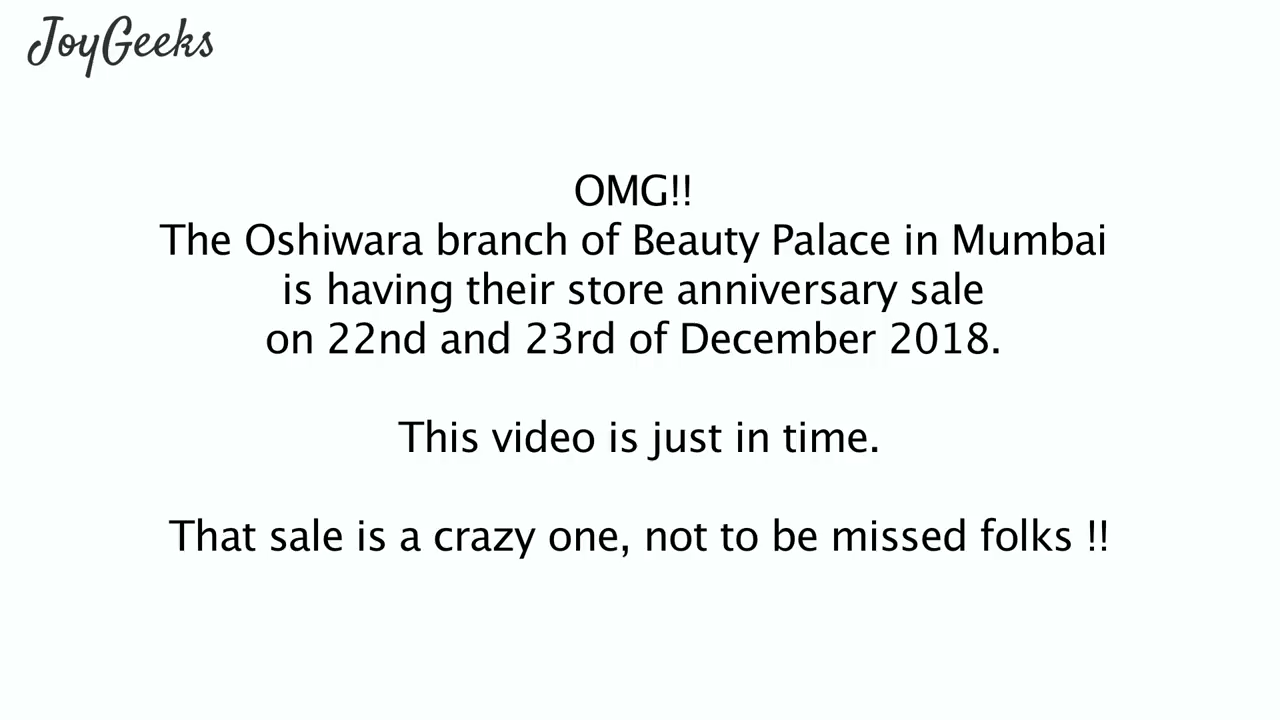 JoyGeeks
OMG!!
The Oshiwara branch of Beauty Palace in Mumbai
is having their store anniversary sale
on 22nd and 23rd of December 2018.
This video is just in time.
That sale is a crazy one, not to be missed folks !!